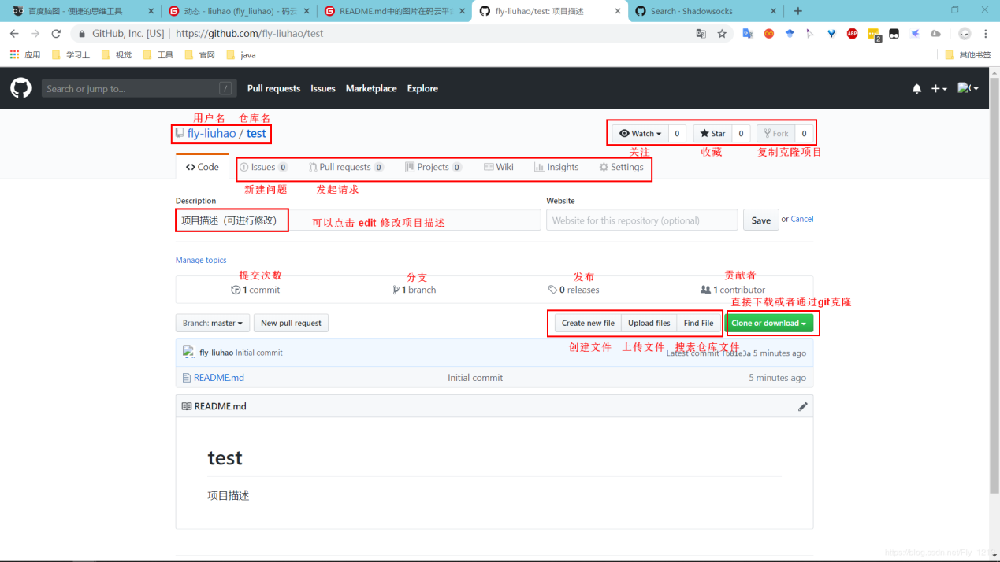 百度脑图 - 便捷的思维工具
动态 - liuhao (fly_liuhao) - 码云
README.md中的图片在码云平台
fly-liuhao/test: 项目描述
Search · Shadowsocks
GitHub, Inc. [US] | https://github.com/fly-liuhao/test
ABP
2
应用 学习上 视觉 工具 官网 java 其他书签
Search or jump to... / Pull requests Issues Marketplace Explore
用户名 仓库名
fly-liuhao / test
Watch 0 Star 0 Fork 0
关注 收藏 复制克隆项目
Code Issues 0 Pull requests 0 Projects 0 Wiki Insights Settings
新建问题 发起请求
Description Website
项目描述（可进行修改） 可以点击 edit 修改项目描述 Website for this repository (optional) Save or Cancel
Manage topics
提交次数 分支 发布 贡献者
1 commit 1 branch 0 releases 1 contributor
直接下载或者通过git克隆
Branch: master New pull request Create new file Upload files Find File Clone or download
创建文件 上传文件 搜索仓库文件
fly-liuhao Initial commit Latest commit fb81e3a 5 minutes ago
README.md Initial commit 5 minutes ago
README.md
test
项目描述